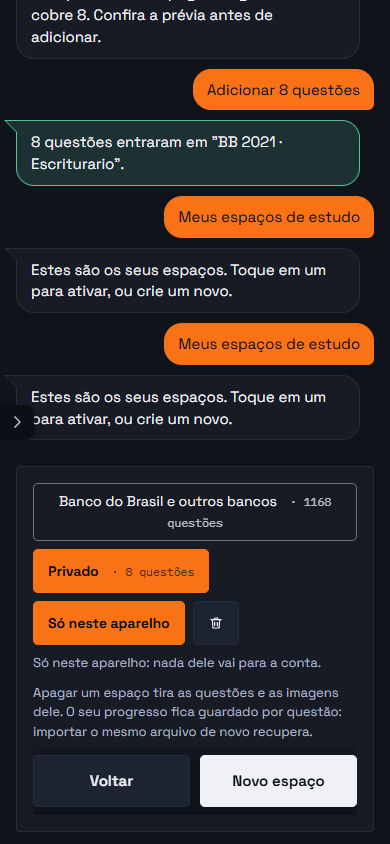 cobre 8. Confira a prévia antes de
adicionar.
Adicionar 8 questões
8 questões entraram em "BB 2021 ·
Escriturario".
Meus espaços de estudo
Estes são os seus espaços. Toque em um
para ativar, ou crie um novo.
Meus espaços de estudo
Estes são os seus espaços. Toque em um
para ativar, ou crie um novo.
Banco do Brasil e outros bancos · 1168
questões
Privado · 8 questões
Só neste aparelho
Só neste aparelho: nada dele vai para a conta.
Apagar um espaço tira as questões e as imagens
dele. O seu progresso fica guardado por questão:
importar o mesmo arquivo de novo recupera.
Voltar
Novo espaço